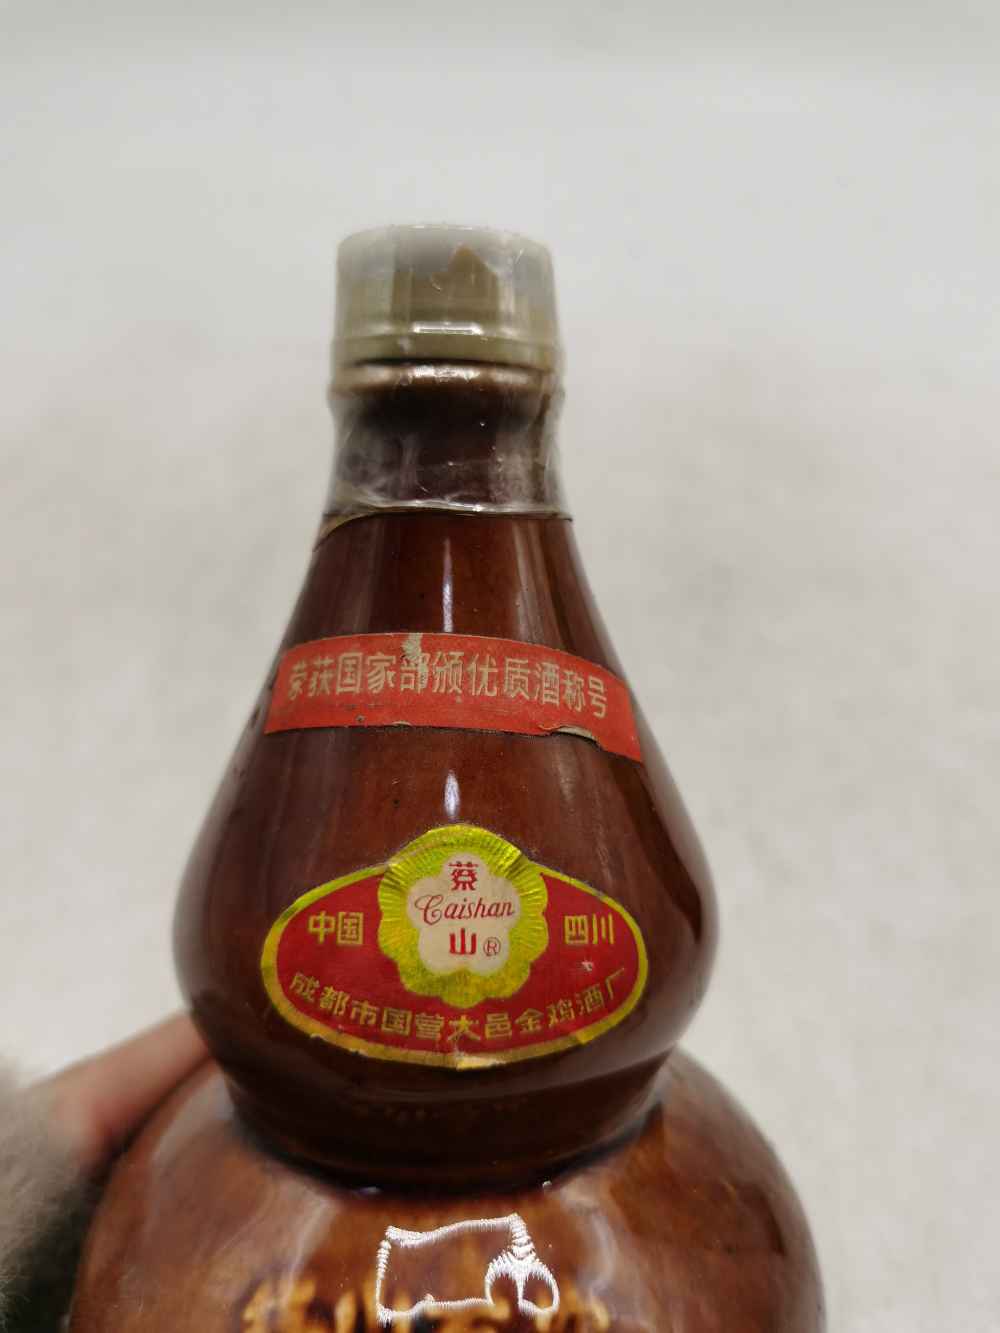 荣获国家部颁优质酒称号
蔡
中国 Caishan 四川
山®
成都市国营大邑金鸡酒厂